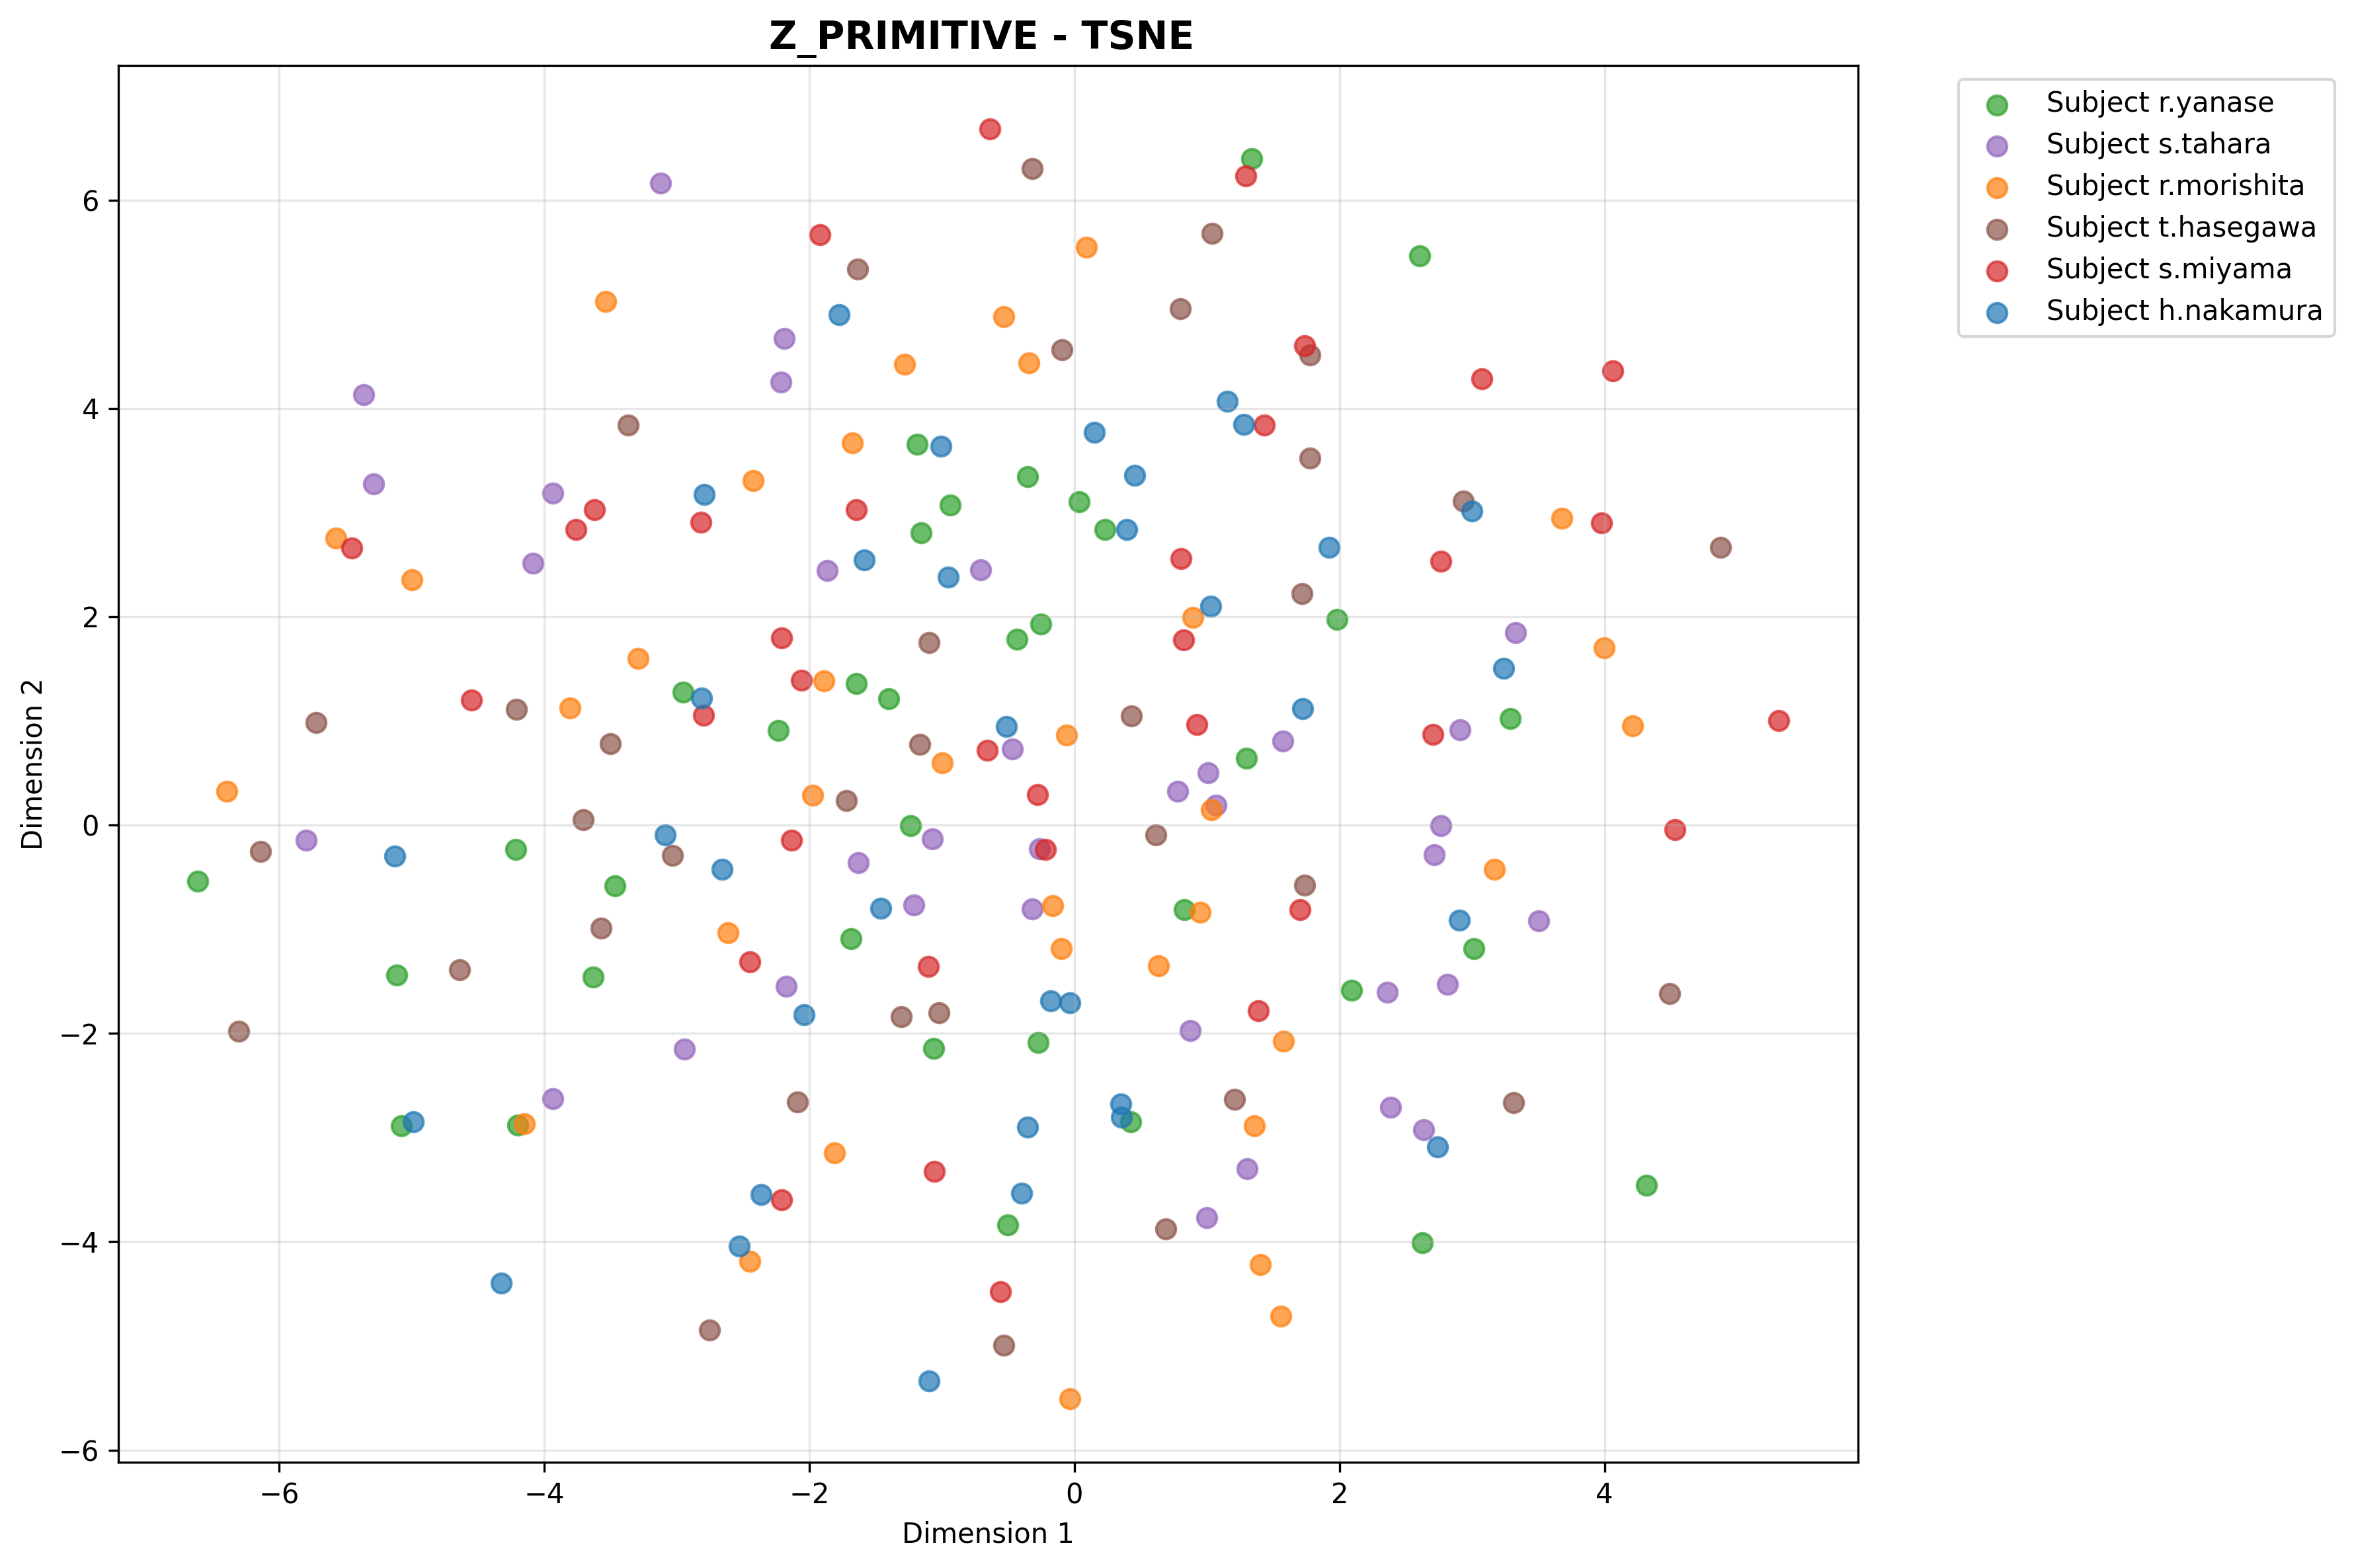 Z_PRIMITIVE - TSNE
Subject r.yanase
Subject s.tahara
Subject r.morishita
Subject t.hasegawa
Subject s.miyama
Subject h.nakamura
Dimension 2
6
4
2
0
−2
−4
−6
−6 −4 −2 0 2 4
Dimension 1